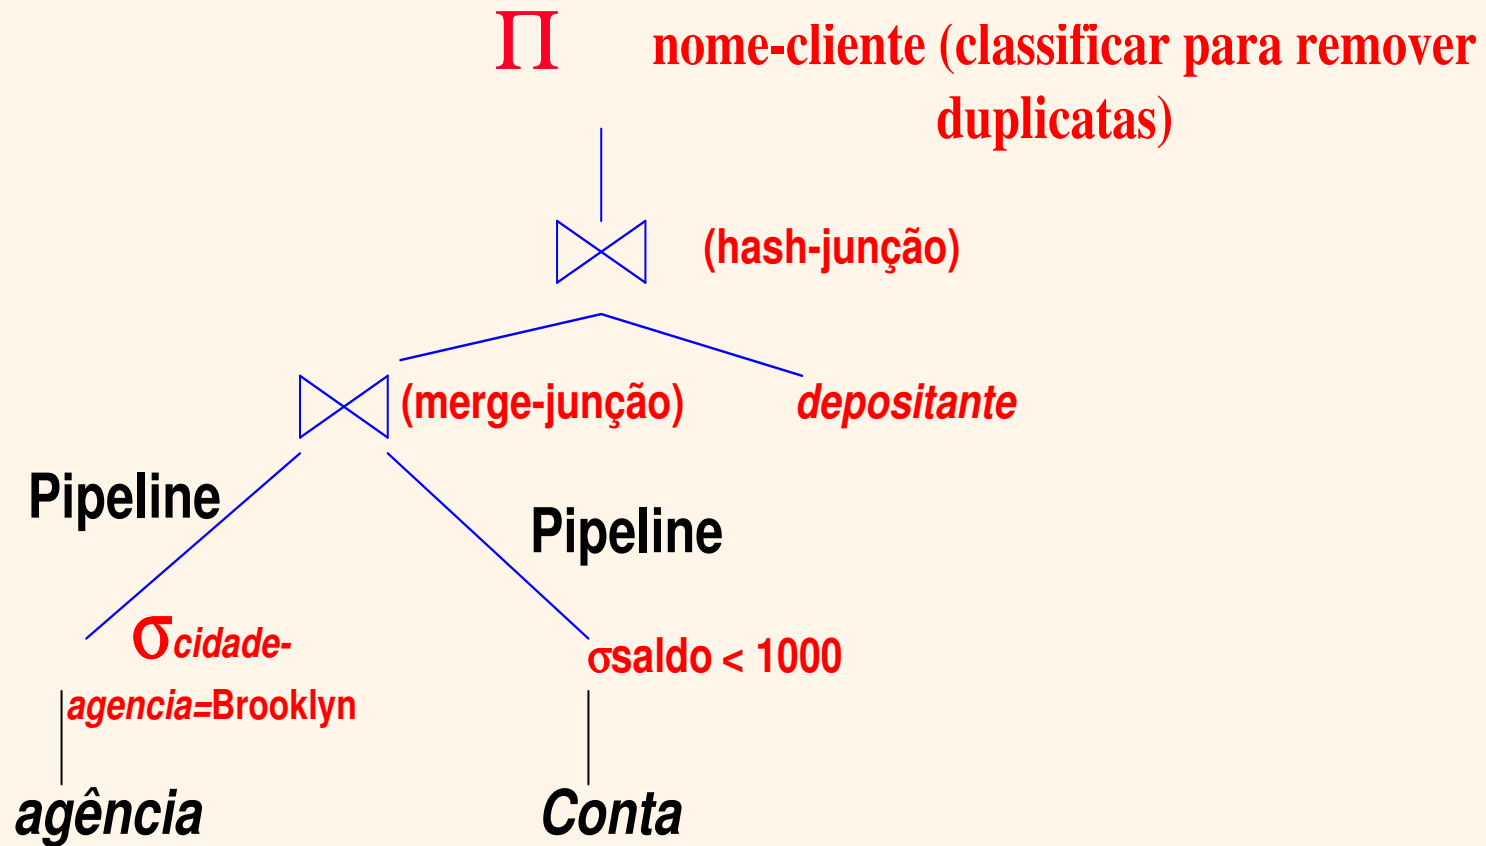 Π nome-cliente (classificar para remover
duplicatas)
(hash-junção)
(merge-junção) depositante
Pipeline
Pipeline
σcidade-
agencia=Brooklyn
σsaldo < 1000
agência
Conta